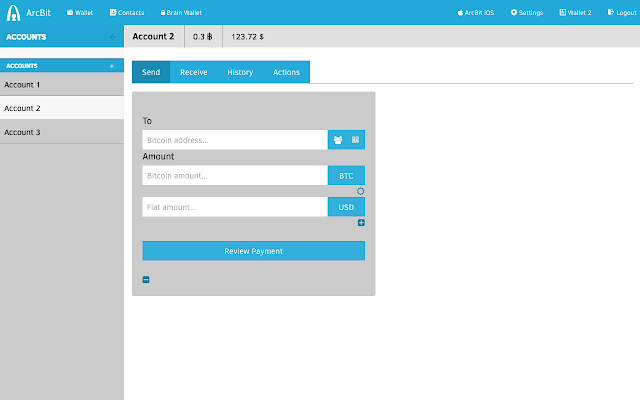 ArcBit Wallet Contacts Brain Wallet ArcBit iOS Settings Wallet 2 Logout
ACCOUNTS
Account 2 0.3 ฿ 123.72 $
ACCOUNTS +
Account 1
Account 2
Account 3
Send Receive History Actions
To
Bitcoin address...
Amount
Bitcoin amount... BTC
Fiat amount... USD
Review Payment